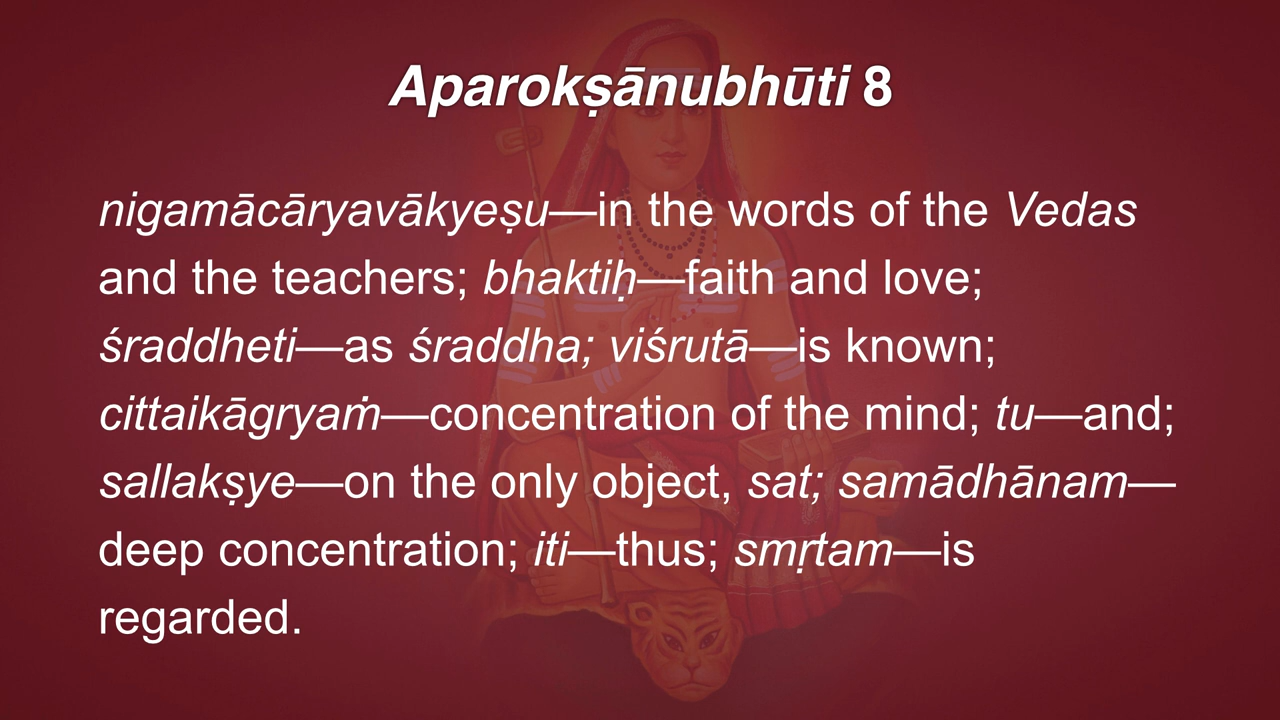 Aparokṣānubhūti 8
nigamācāryavākyeṣu—in the words of the Vedas
and the teachers; bhaktiḥ—faith and love;
śraddheti—as śraddha; viśrutā—is known;
cittaikāgryaṁ—concentration of the mind; tu—and;
sallakṣye—on the only object, sat; samādhānam—
deep concentration; iti—thus; smṛtam—is
regarded.